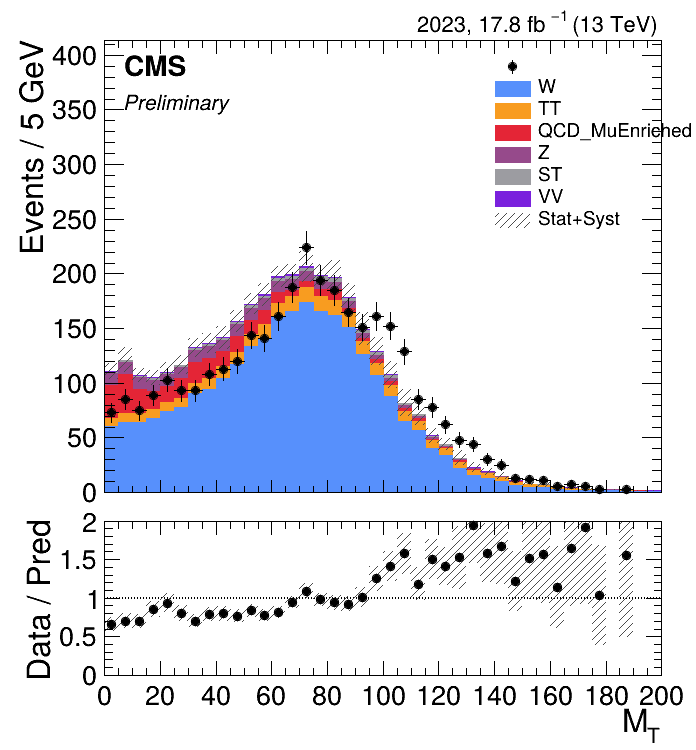 2023, 17.8 fb⁻¹ (13 TeV)
CMS
Preliminary
Events / 5 GeV
400
350
300
250
200
150
100
50
0
W
TT
QCD_MuEnriched
Z
ST
VV
Stat+Syst
Data / Pred
2
1.5
1
0.5
0
0 20 40 60 80 100 120 140 160 180 200
M_T